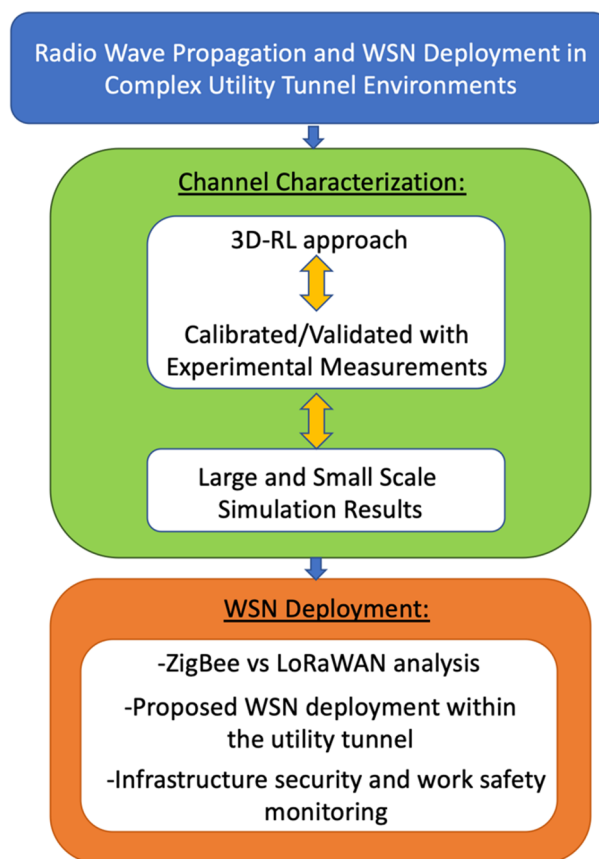 Radio Wave Propagation and WSN Deployment in
Complex Utility Tunnel Environments
Channel Characterization:
3D-RL approach
Calibrated/Validated with
Experimental Measurements
Large and Small Scale
Simulation Results
WSN Deployment:
-ZigBee vs LoRaWAN analysis
-Proposed WSN deployment within
the utility tunnel
-Infrastructure security and work safety
monitoring